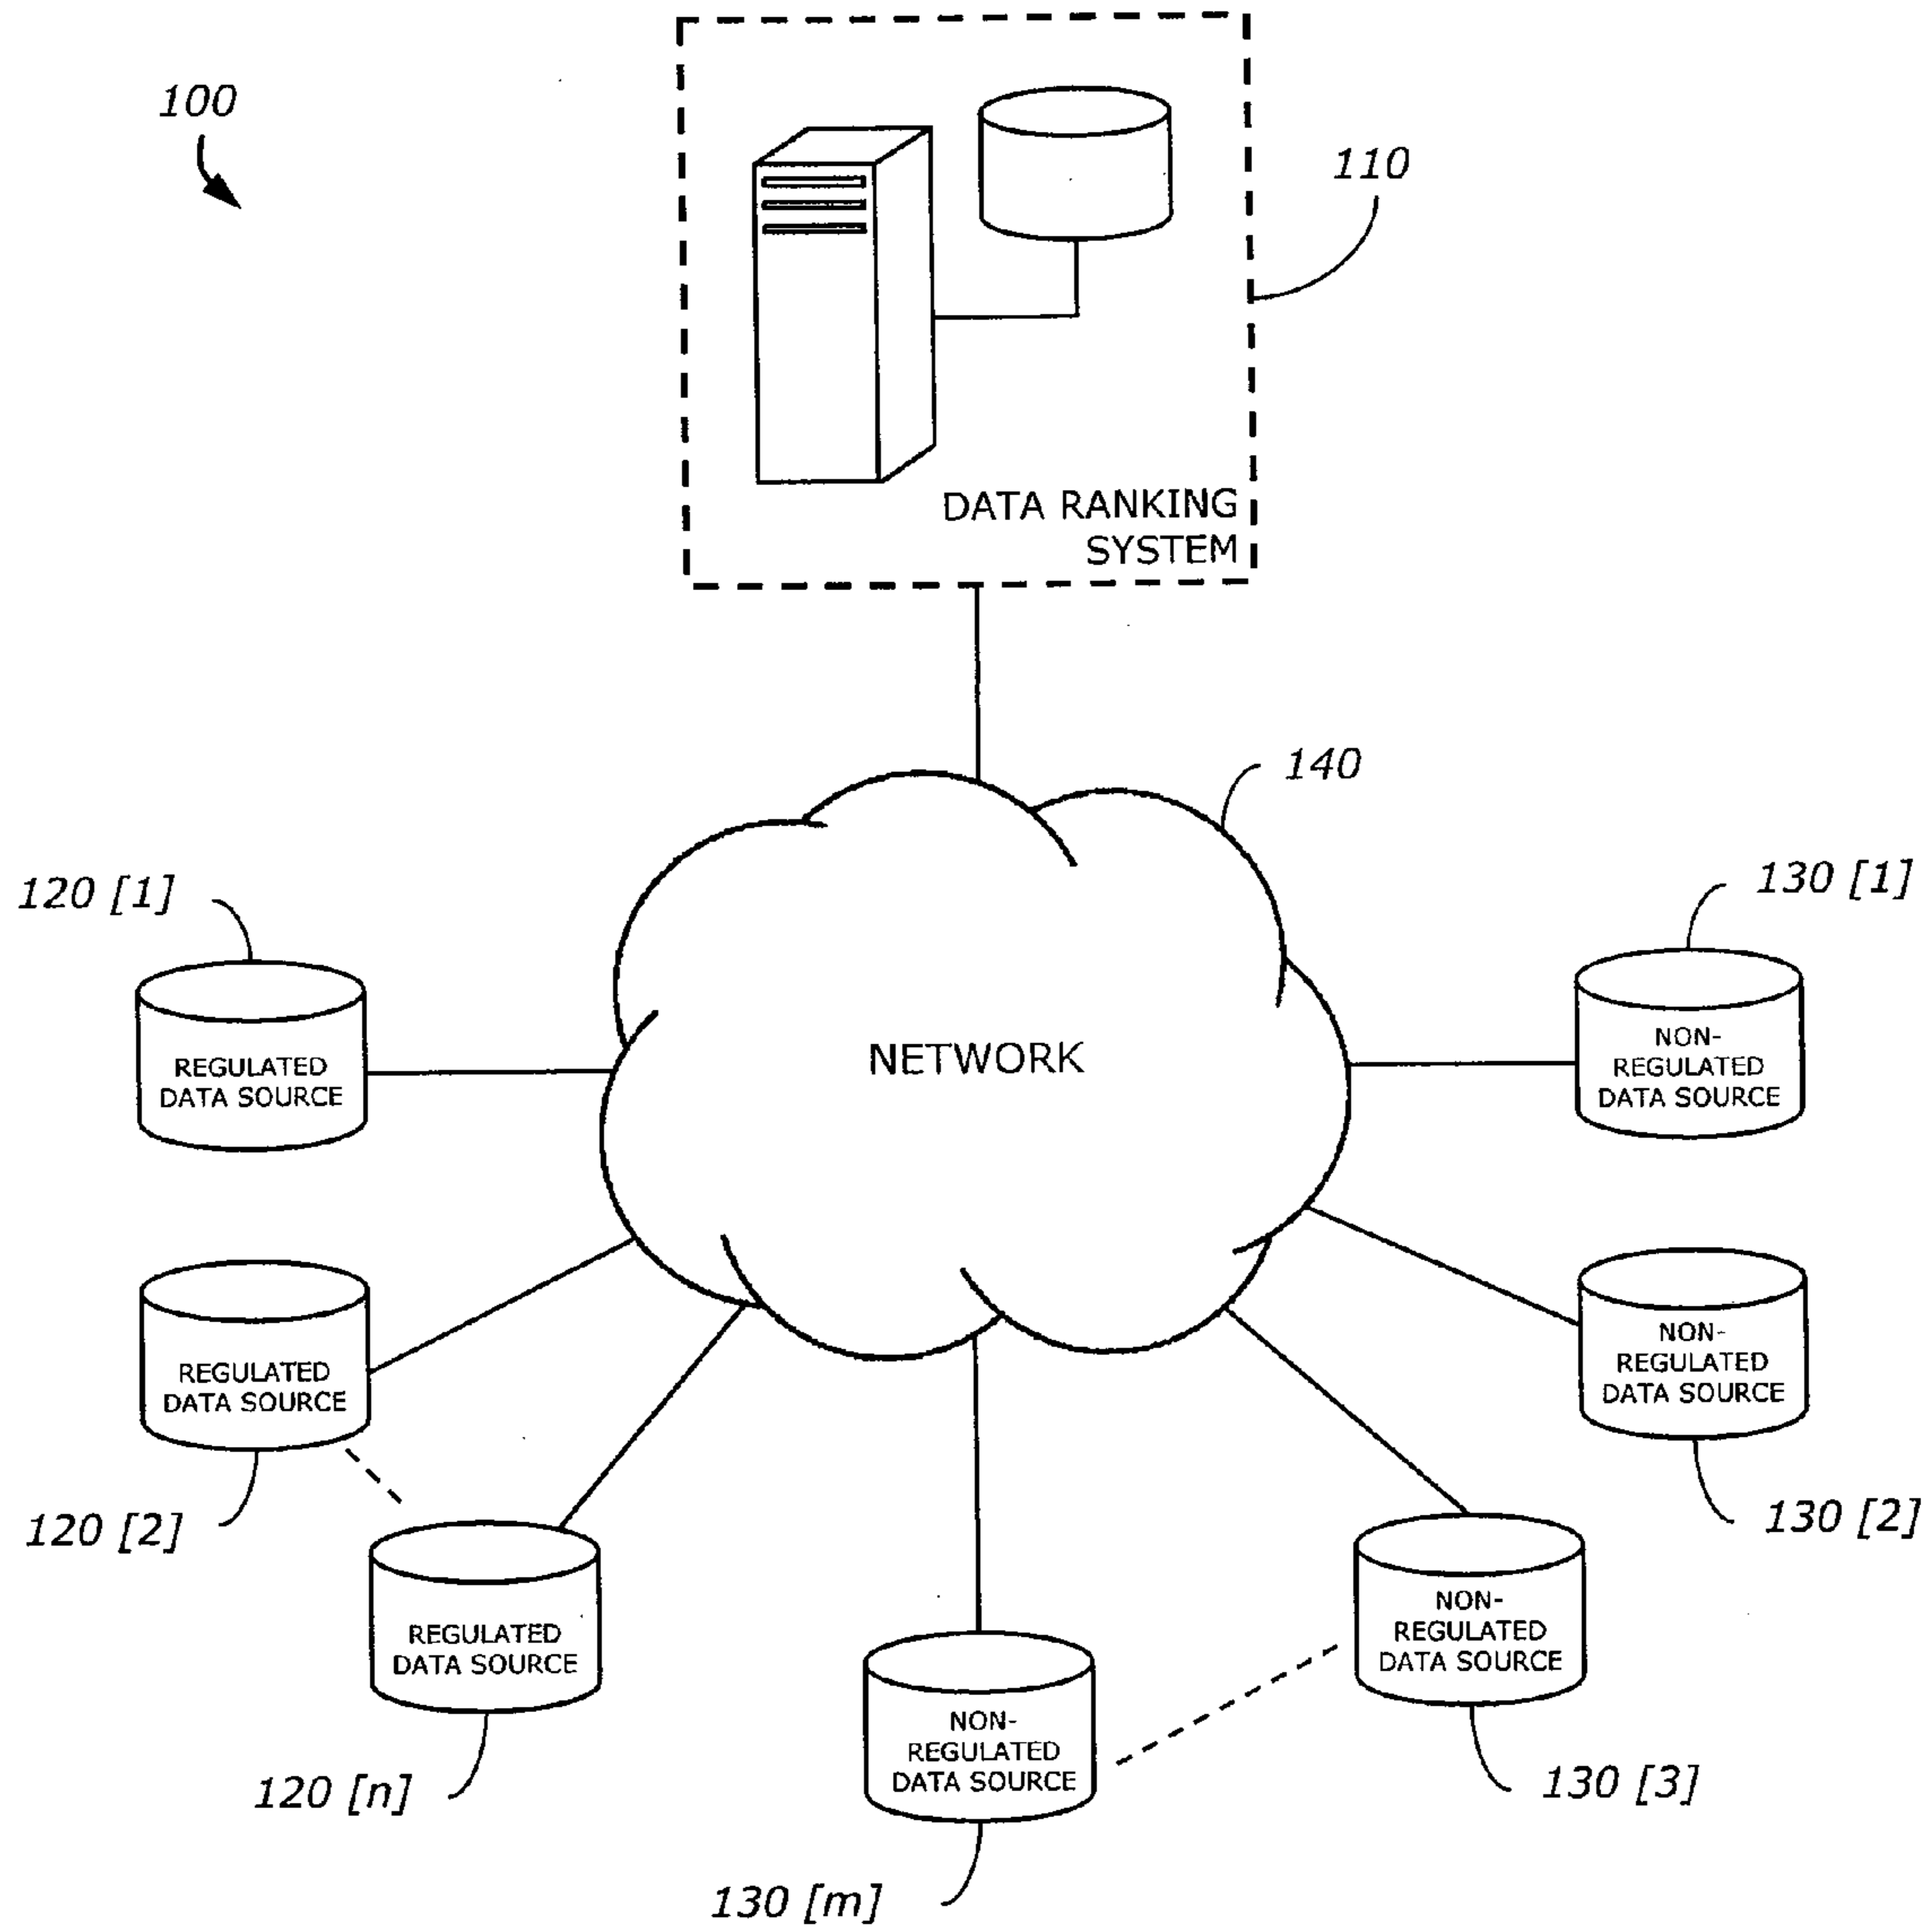 100
110
DATA RANKING
SYSTEM
140
120 [1]
130 [1]
NETWORK
REGULATED
DATA SOURCE
NON-
REGULATED
DATA SOURCE
REGULATED
DATA SOURCE
NON-
REGULATED
DATA SOURCE
120 [2]
130 [2]
REGULATED
DATA SOURCE
NON-
REGULATED
DATA SOURCE
NON-
REGULATED
DATA SOURCE
120 [n]
130 [3]
130 [m]